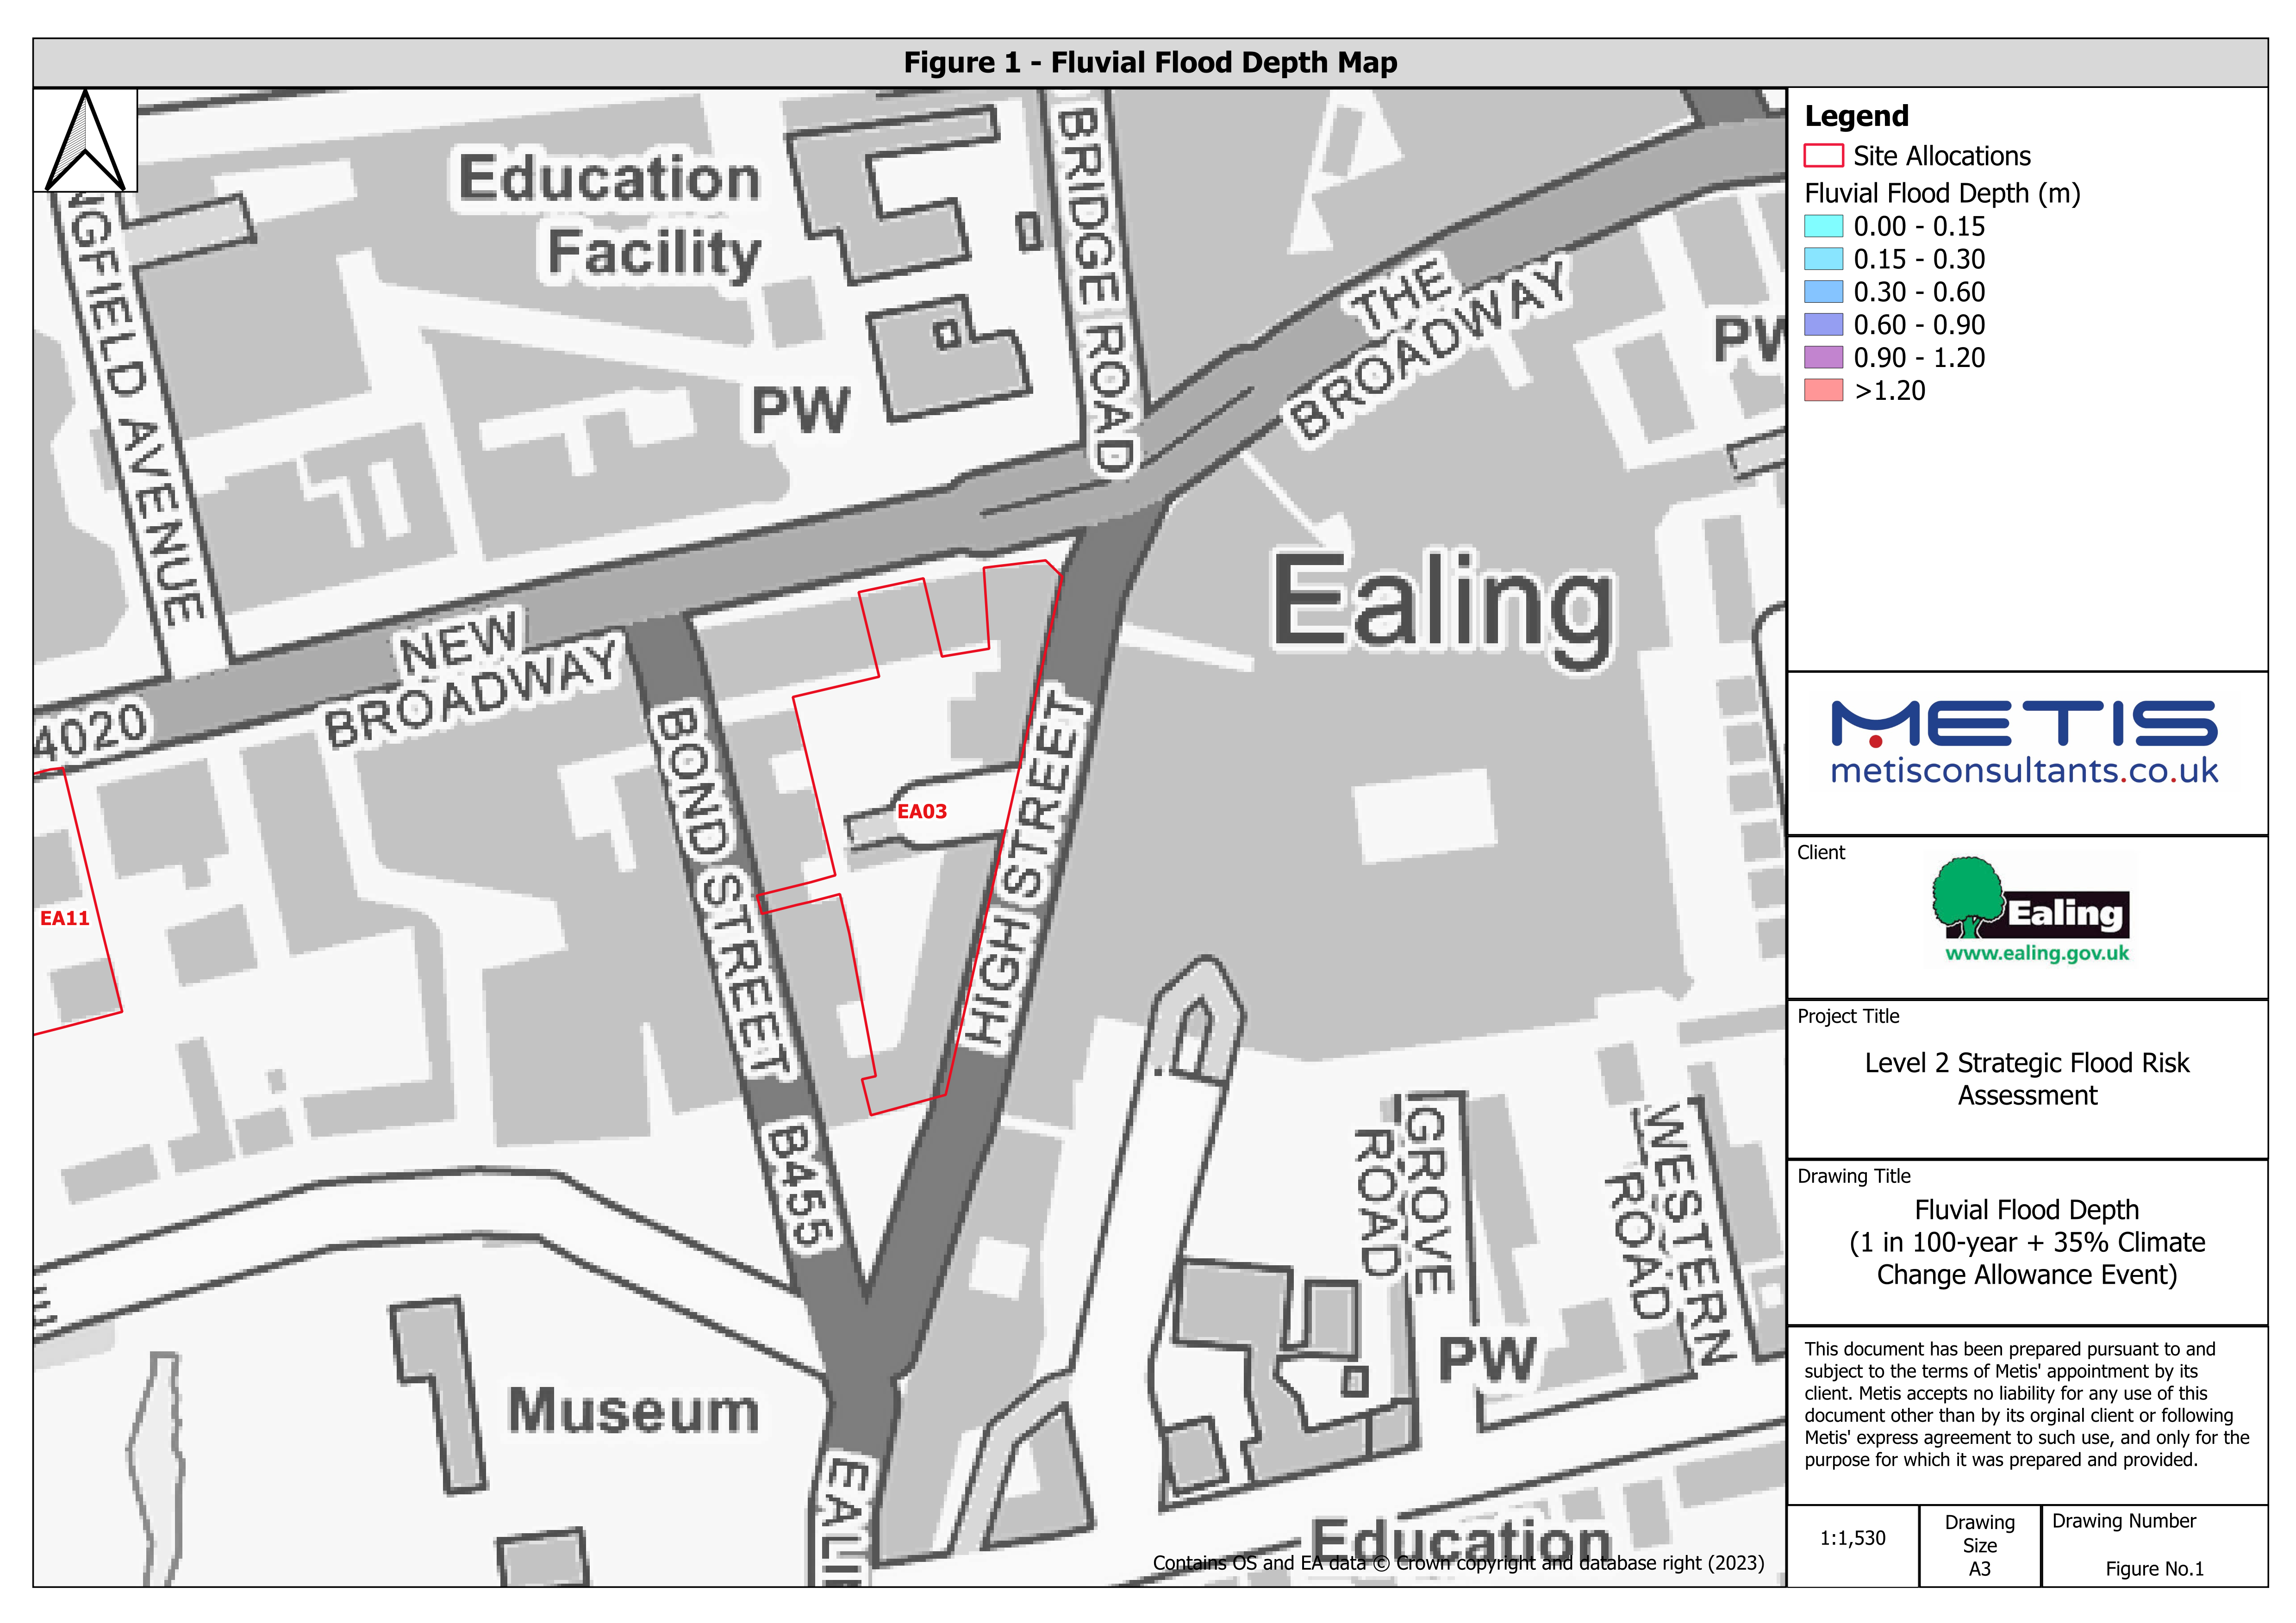 Figure 1 - Fluvial Flood Depth Map
Education
Facility
BRIDGE ROAD
NGFIELD AVENUE
PW
THE
BROADWAY
PW
Ealing
NEW
BROADWAY
4020
BOND STREET
HIGH STREET
EA03
EA11
B455
GROVE
ROAD
WESTERN
ROAD
PW
Museum
EALIN
Education
Contains OS and EA data © Crown copyright and database right (2023)
Legend
Site Allocations
Fluvial Flood Depth (m)
0.00 - 0.15
0.15 - 0.30
0.30 - 0.60
0.60 - 0.90
0.90 - 1.20
>1.20
METIS
metisconsultants.co.uk
Client
Ealing
www.ealing.gov.uk
Project Title
Level 2 Strategic Flood Risk
Assessment
Drawing Title
Fluvial Flood Depth
(1 in 100-year + 35% Climate
Change Allowance Event)
This document has been prepared pursuant to and
subject to the terms of Metis' appointment by its
client. Metis accepts no liability for any use of this
document other than by its orginal client or following
Metis' express agreement to such use, and only for the
purpose for which it was prepared and provided.
1:1,530
Drawing
Size
A3
Drawing Number
Figure No.1